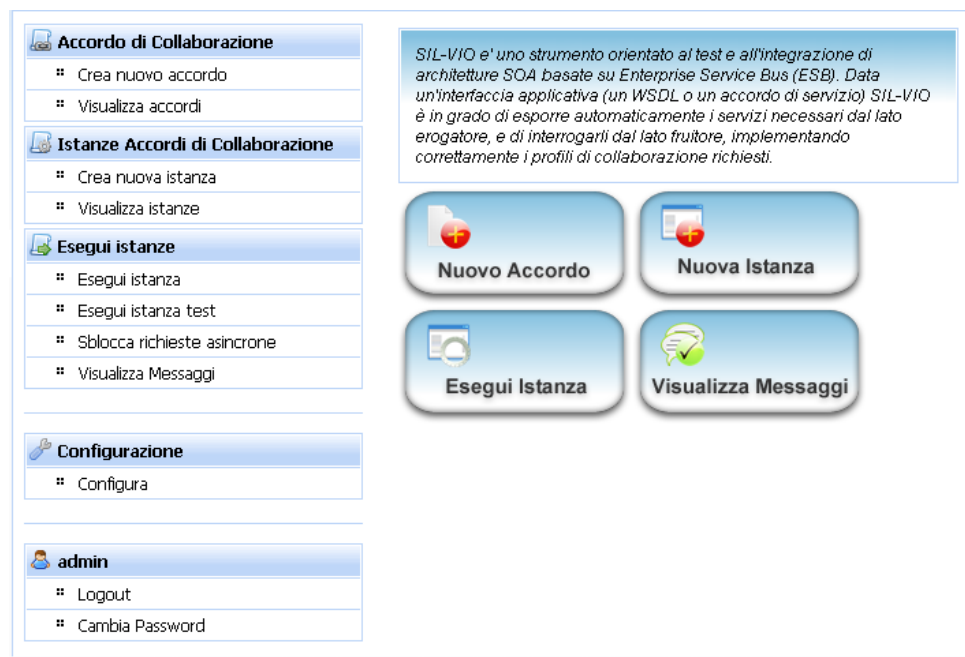 Accordo di Collaborazione
Crea nuovo accordo
Visualizza accordi
Istanze Accordi di Collaborazione
Crea nuova istanza
Visualizza istanze
Esegui istanze
Esegui istanza
Esegui istanza test
Sblocca richieste asincrone
Visualizza Messaggi
Configurazione
Configura
admin
Logout
Cambia Password
SIL-VIO e' uno strumento orientato al test e all'integrazione di
architetture SOA basate su Enterprise Service Bus (ESB). Data
un'interfaccia applicativa (un WSDL o un accordo di servizio) SIL-VIO
è in grado di esporre automaticamente i servizi necessari dal lato
erogatore, e di interrogarli dal lato fruitore, implementando
correttamente i profili di collaborazione richiesti.
Nuovo Accordo
Nuova Istanza
Esegui Istanza
Visualizza Messaggi